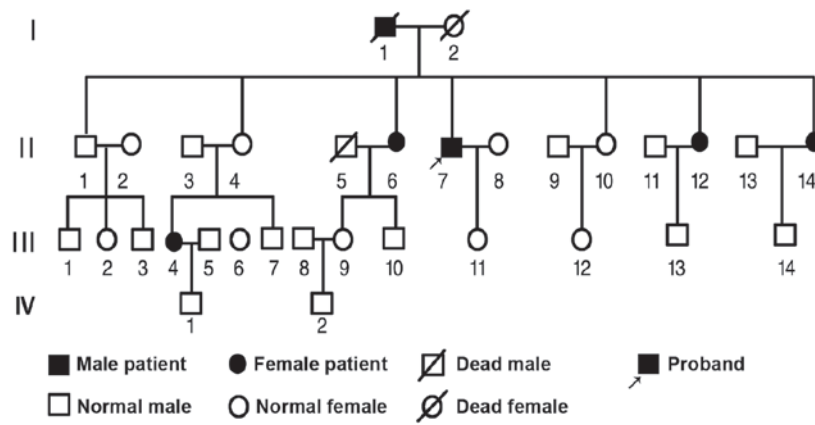 I
1 2
II
1 2 3 4 5 6 7 8 9 10 11 12 13 14
III
1 2 3 4 5 6 7 8 9 10 11 12 13 14
IV
1 2
Male patient Female patient Dead male Proband
Normal male Normal female Dead female